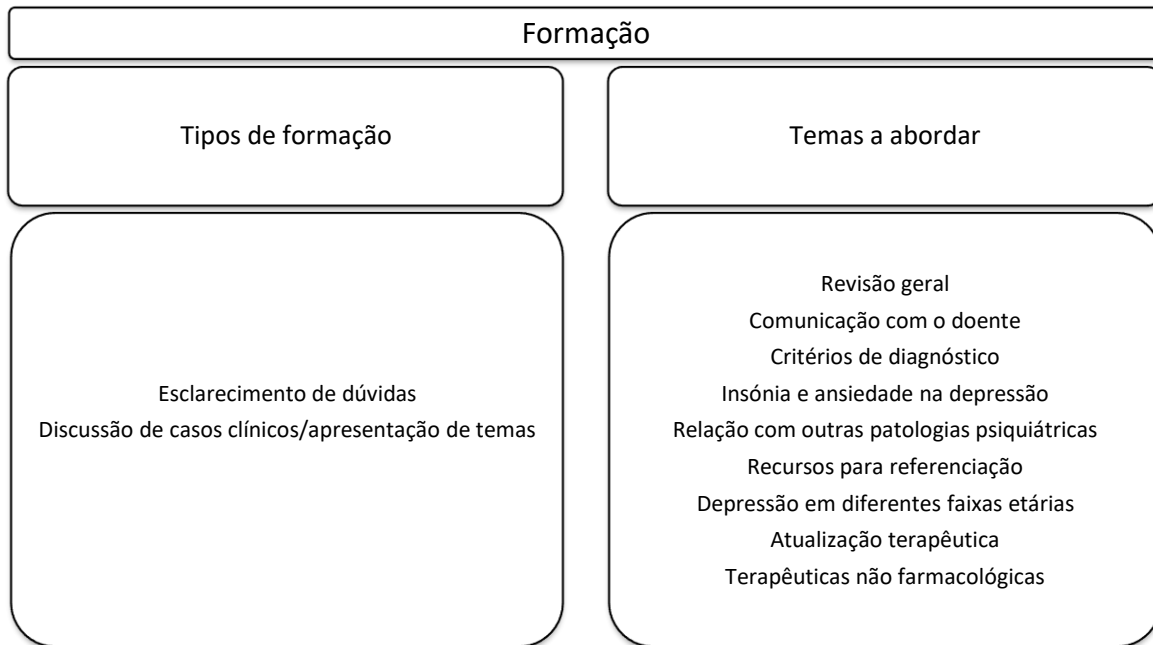 Formação
Tipos de formação
Temas a abordar
Esclarecimento de dúvidas
Discussão de casos clínicos/apresentação de temas
Revisão geral
Comunicação com o doente
Critérios de diagnóstico
Insónia e ansiedade na depressão
Relação com outras patologias psiquiátricas
Recursos para referenciação
Depressão em diferentes faixas etárias
Atualização terapêutica
Terapêuticas não farmacológicas